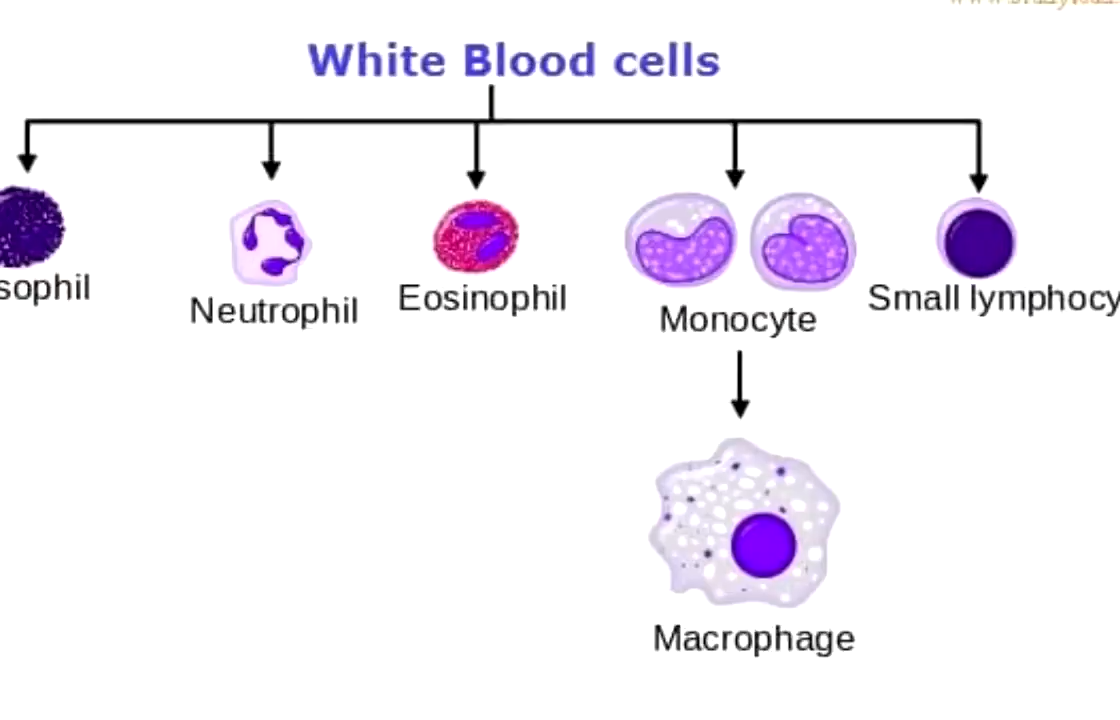 White Blood cells
sophil
Neutrophil
Eosinophil
Monocyte
Small lymphocy
Macrophage